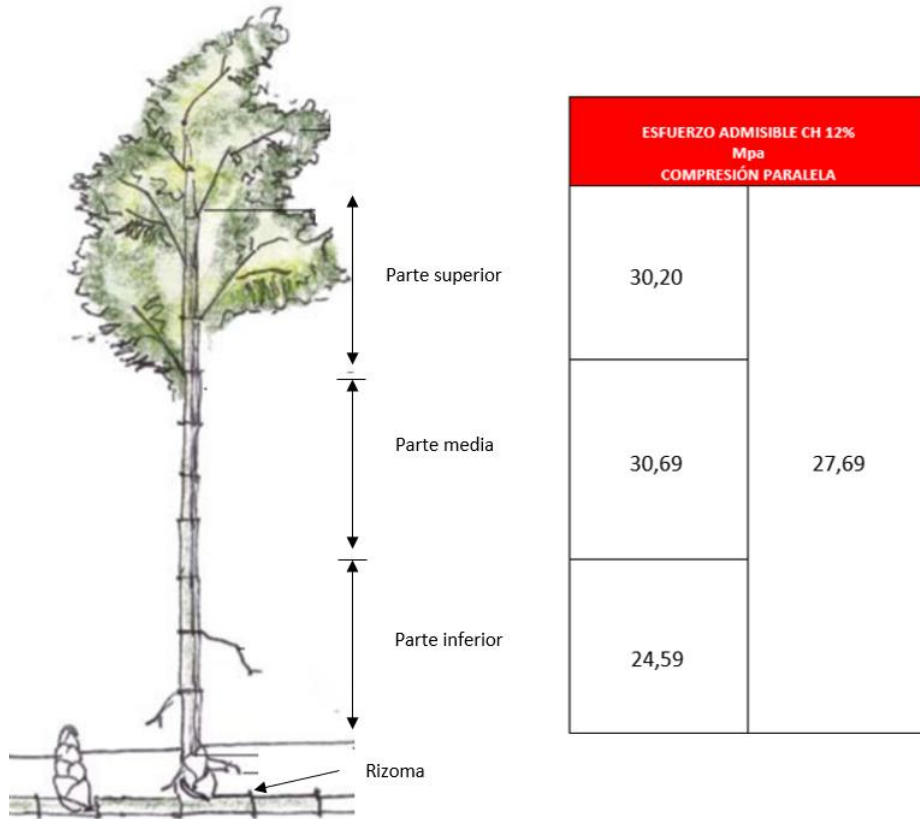 ESFUERZO ADMISIBLE CH 12%
Mpa
COMPRESIÓN PARALELA
Parte superior
30,20
Parte media
30,69
27,69
Parte inferior
24,59
Rizoma